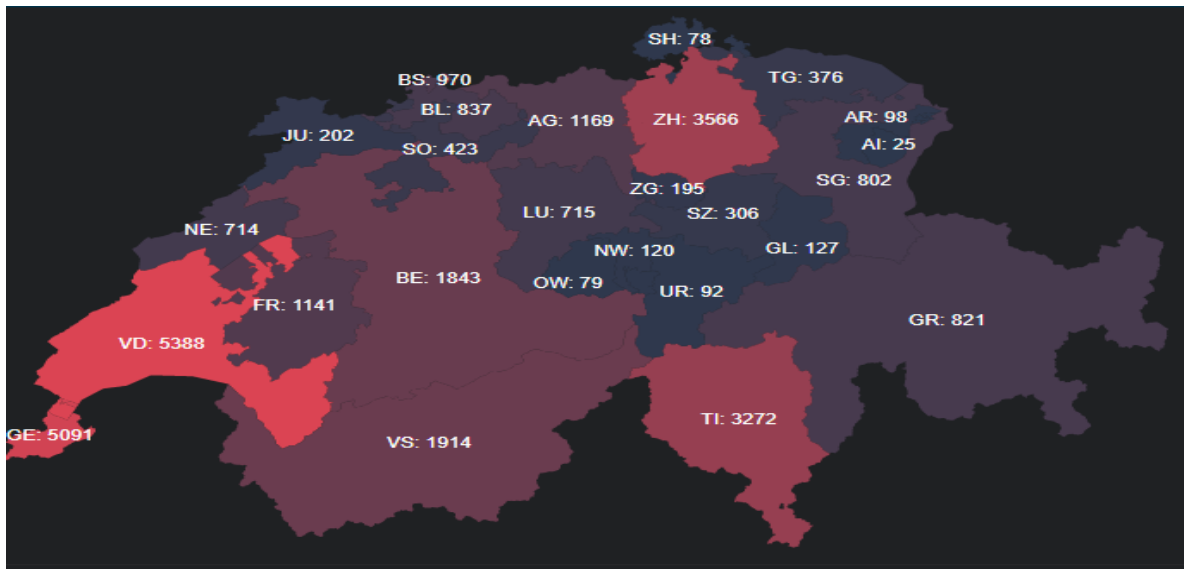 SH: 78
TG: 376
BS: 970
BL: 837
AG: 1169
ZH: 3566
AR: 98
JU: 202
SO: 423
AI: 25
ZG: 195
SG: 802
LU: 715
SZ: 306
NE: 714
NW: 120
GL: 127
BE: 1843
OW: 79
UR: 92
FR: 1141
GR: 821
VD: 5388
TI: 3272
GE: 5091
VS: 1914